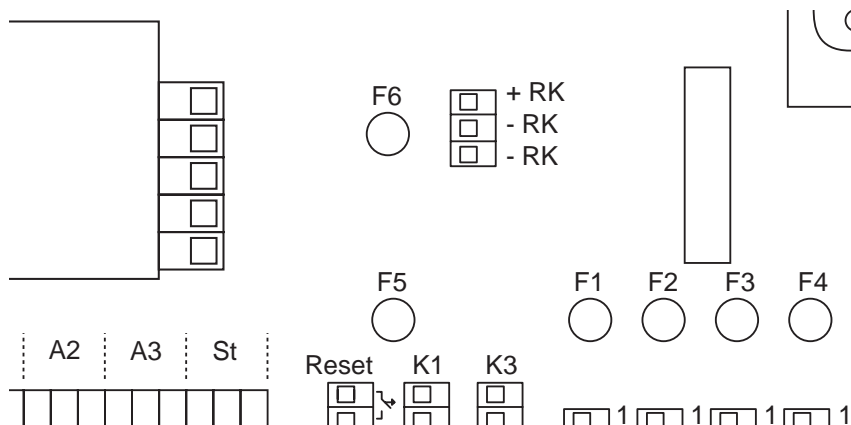 F6
+ RK
- RK
- RK
F5
F1 F2 F3 F4
A2 A3 St
Reset K1 K3
1 1 1 1